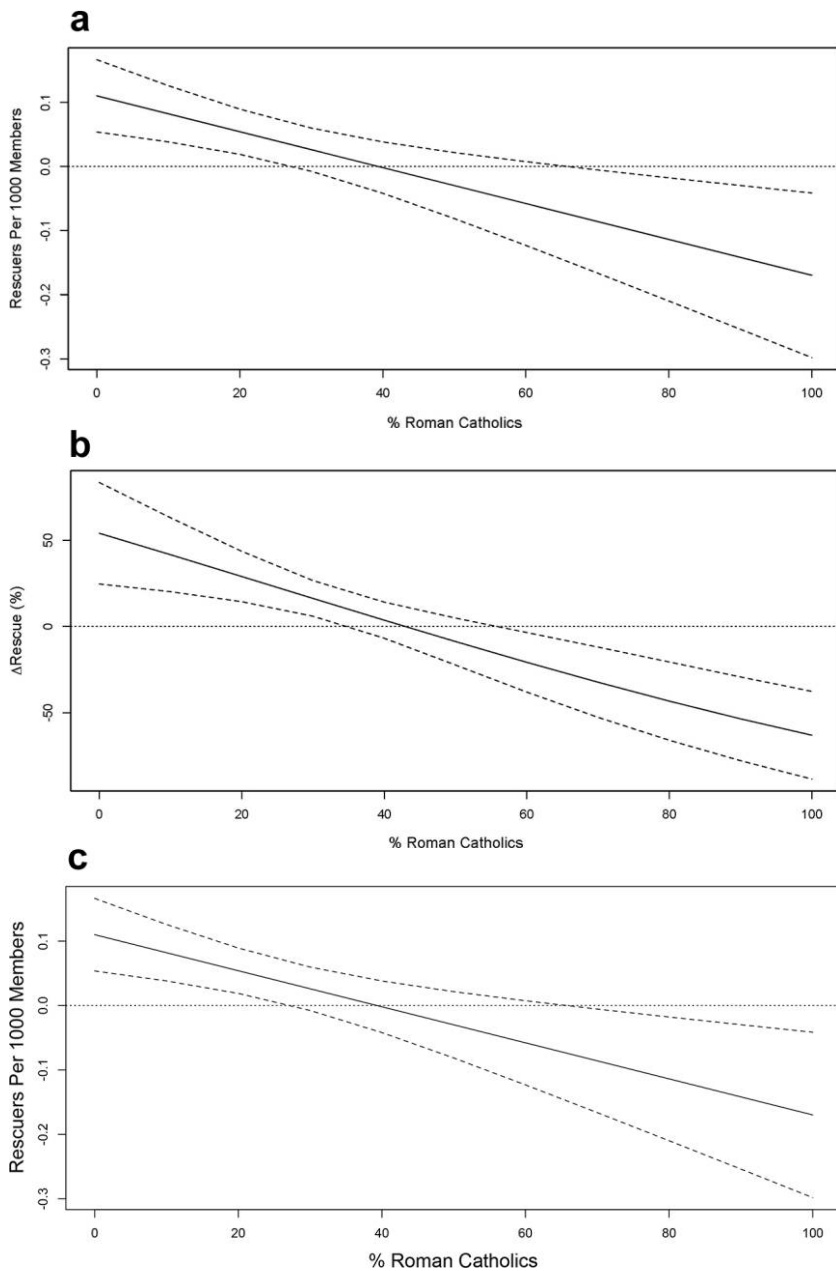 a
Rescuers Per 1000 Members
0.1
0.0
-0.1
-0.2
-0.3
0 20 40 60 80 100
% Roman Catholics
b
ΔRescue (%)
50
0
-50
0 20 40 60 80 100
% Roman Catholics
c
Rescuers Per 1000 Members
0.1
0.0
-0.1
-0.2
-0.3
0 20 40 60 80 100
% Roman Catholics